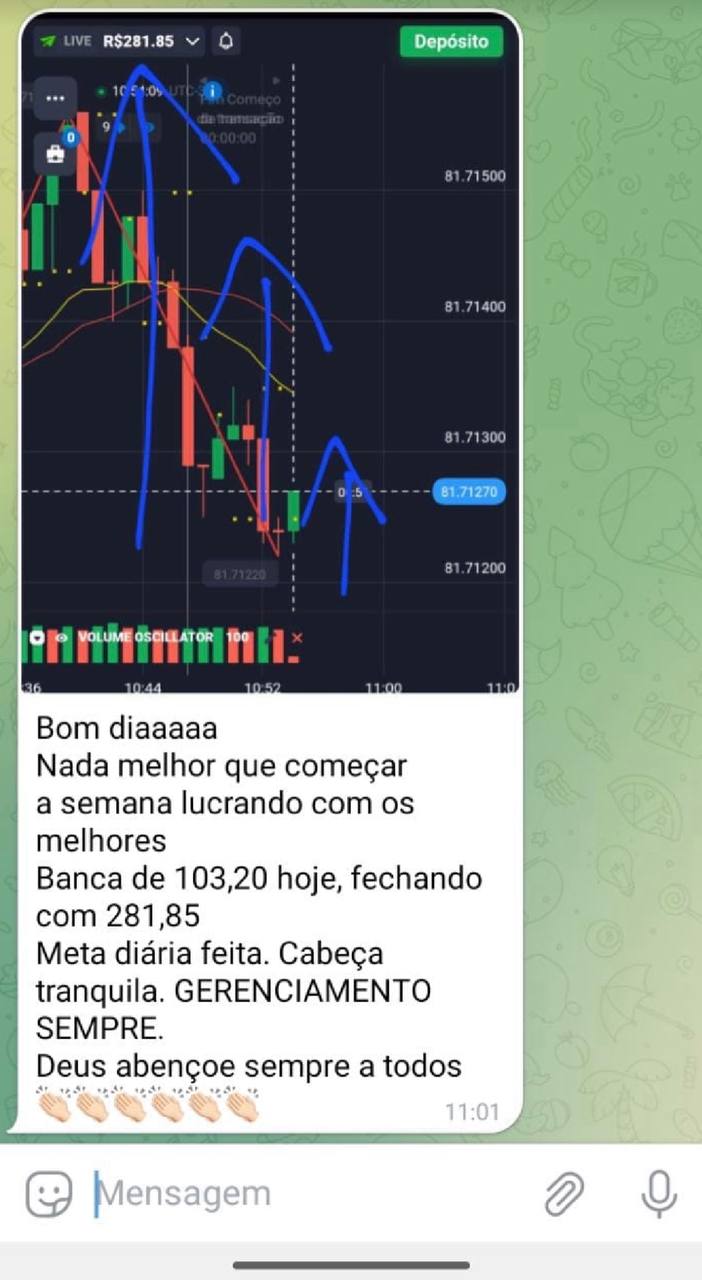 LIVE R$281.85
Depósito
10:51:09 UTC-3
Começo
da transação
00:00:00
0
9
81.71500
81.71400
81.71300
81.71270
81.71220
81.71200
VOLUME OSCILLATOR 100
:36 10:44 10:52 11:00 11:0
Bom diaaaaa
Nada melhor que começar
a semana lucrando com os
melhores
Banca de 103,20 hoje, fechando
com 281,85
Meta diária feita. Cabeça
tranquila. GERENCIAMENTO
SEMPRE.
Deus abençoe sempre a todos
👏🏻👏🏻👏🏻👏🏻👏🏻👏🏻
11:01
Mensagem